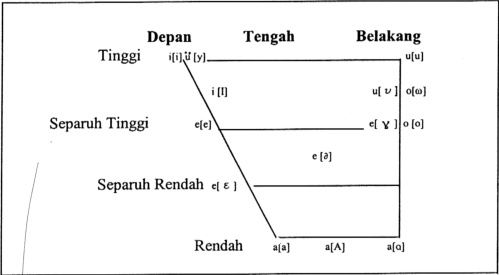 Depan Tengah Belakang
Tinggi i[i] ü [y] u[u]
i [I] u[ υ ] o[ω]
Separuh Tinggi e[e] e[ ɣ ] o [o]
e [∂]
Separuh Rendah e[ ε ]
Rendah a[a] a[A] a[ɑ]